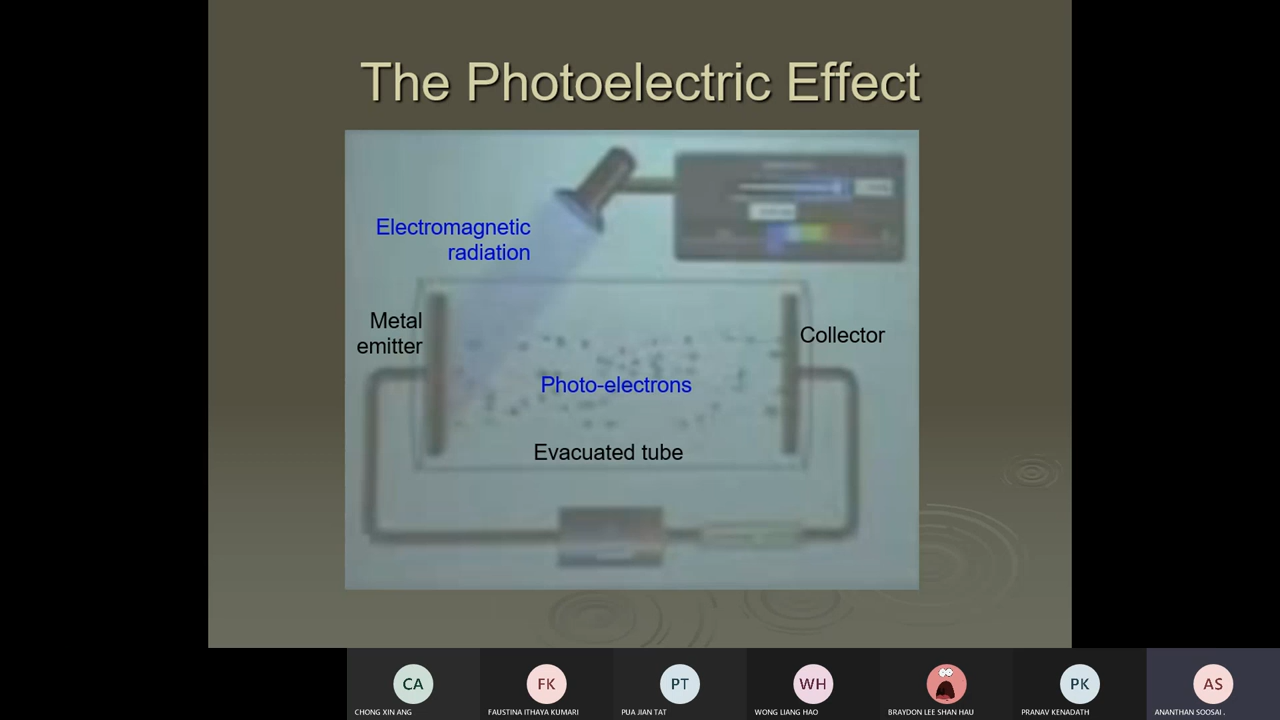 The Photoelectric Effect
Electromagnetic
radiation
Metal
emitter
Collector
Photo-electrons
Evacuated tube
CA
FK
PT
WH
PK
AS
CHONG XIN ANG
FAUSTINA ITHAYA KUMARI
PUA JIAN TAT
WONG LIANG HAO
BRAYDON LEE SHAN HAU
PRANAV KENADATH
ANANTHAN SOOSAI .